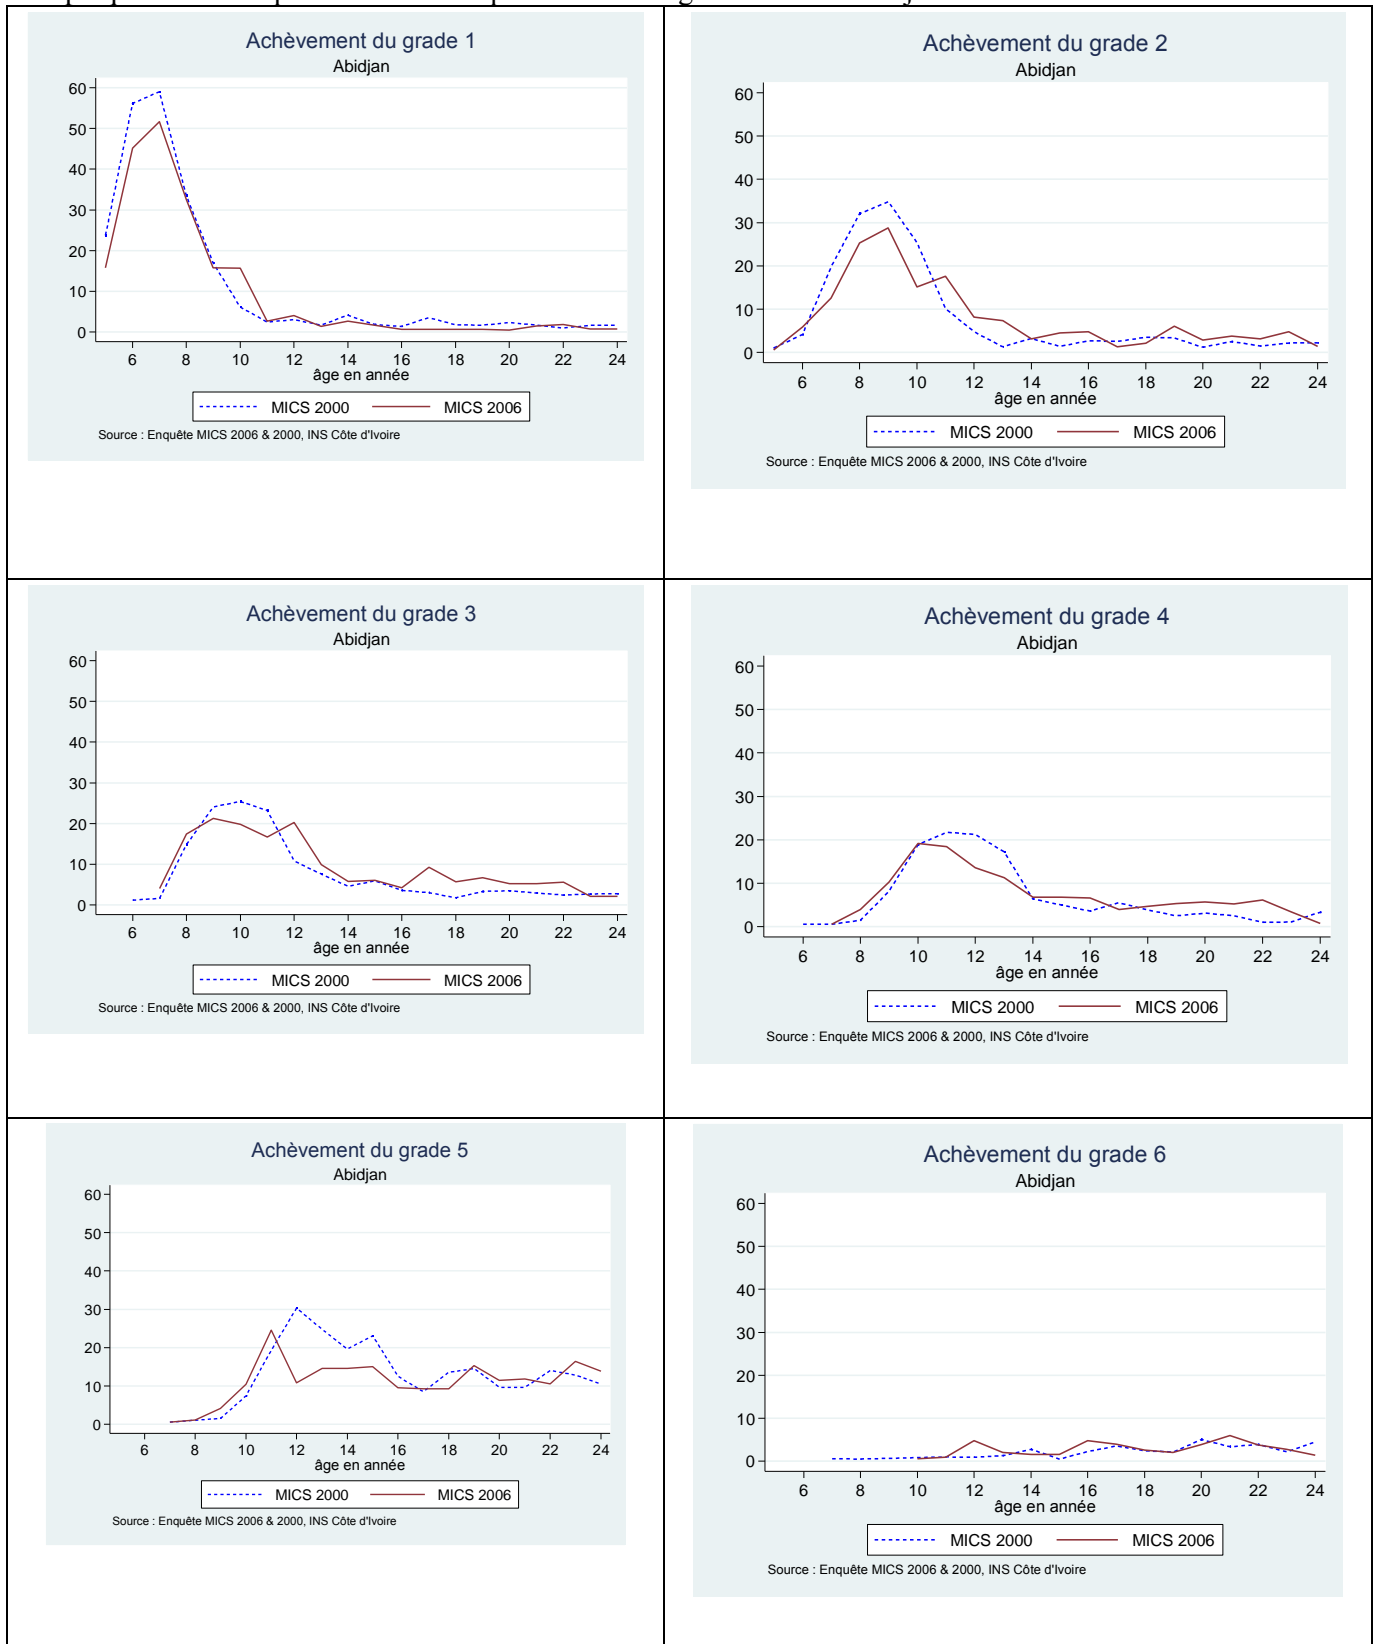 Achèvement du grade 1
Abidjan
60
50
40
30
20
10
0
6 8 10 12 14 16 18 20 22 24
âge en année
MICS 2000 MICS 2006
Source : Enquête MICS 2006 & 2000, INS Côte d'Ivoire
Achèvement du grade 2
Abidjan
60
50
40
30
20
10
0
6 8 10 12 14 16 18 20 22 24
âge en année
MICS 2000 MICS 2006
Source : Enquête MICS 2006 & 2000, INS Côte d'Ivoire
Achèvement du grade 3
Abidjan
60
50
40
30
20
10
0
6 8 10 12 14 16 18 20 22 24
âge en année
MICS 2000 MICS 2006
Source : Enquête MICS 2006 & 2000, INS Côte d'Ivoire
Achèvement du grade 4
Abidjan
60
50
40
30
20
10
0
6 8 10 12 14 16 18 20 22 24
âge en année
MICS 2000 MICS 2006
Source : Enquête MICS 2006 & 2000, INS Côte d'Ivoire
Achèvement du grade 5
Abidjan
60
50
40
30
20
10
0
6 8 10 12 14 16 18 20 22 24
âge en année
MICS 2000 MICS 2006
Source : Enquête MICS 2006 & 2000, INS Côte d'Ivoire
Achèvement du grade 6
Abidjan
60
50
40
30
20
10
0
6 8 10 12 14 16 18 20 22 24
âge en année
MICS 2000 MICS 2006
Source : Enquête MICS 2006 & 2000, INS Côte d'Ivoire